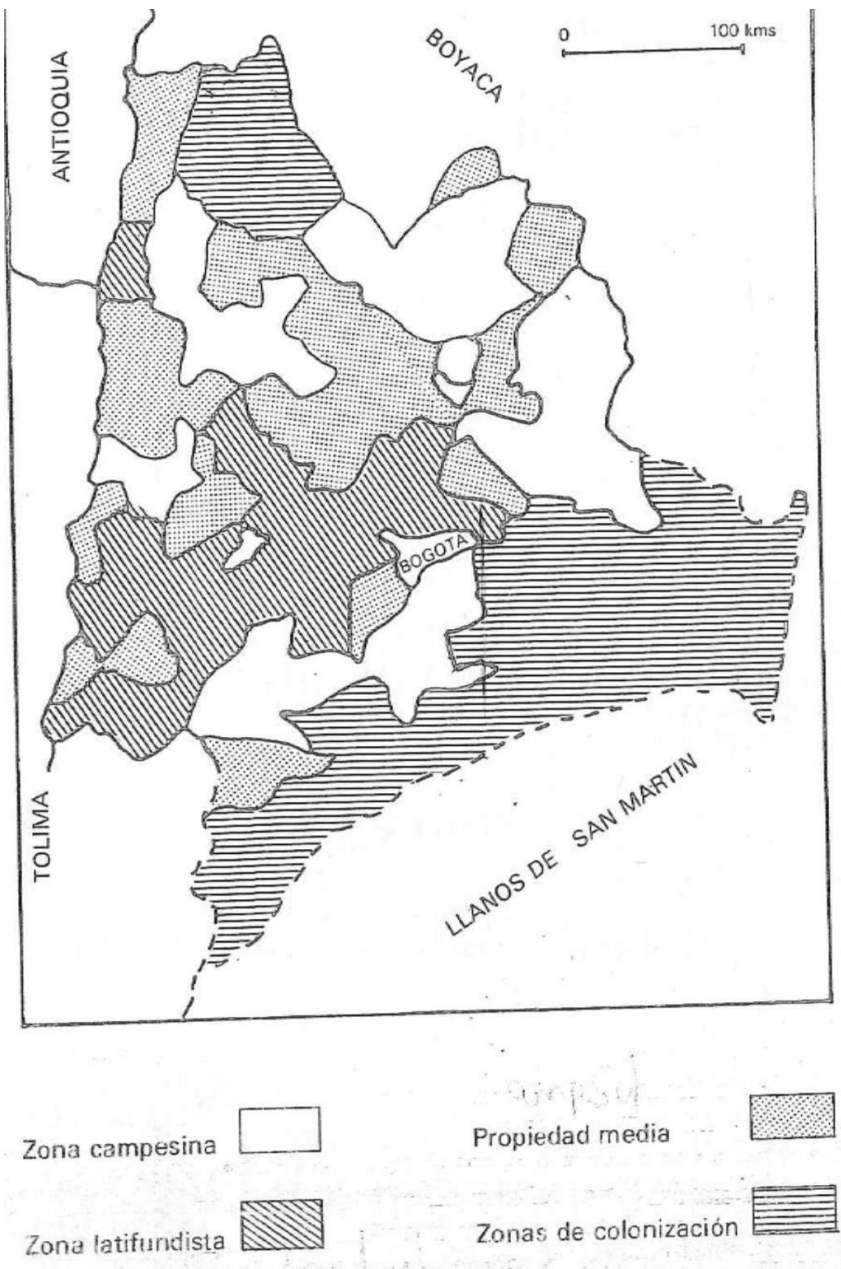 0 100 kms
BOYACA
ANTIOQUIA
BOGOTA
TOLIMA
LLANOS DE SAN MARTIN
Zona campesina
Propiedad media
Zona latifundista
Zonas de colonización